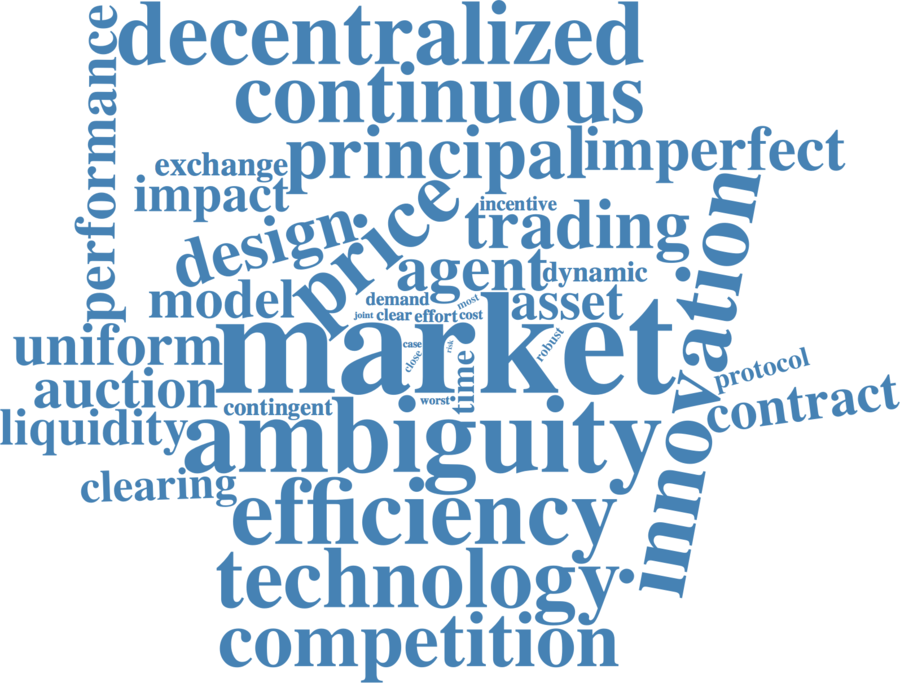 decentralized
performance
continuous
principal
imperfect
exchange
impact
price
incentive
trading
innovation
design
agent
dynamic
model
demand
most
asset
joint
clear
effort
cost
market
uniform
case
close
risk
robust
time
protocol
auction
contract
worst
contingent
liquidity
ambiguity
clearing
efficiency
technology
competition